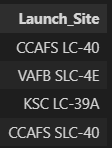 Launch_Site
CCAFS LC-40
VAFB SLC-4E
KSC LC-39A
CCAFS SLC-40